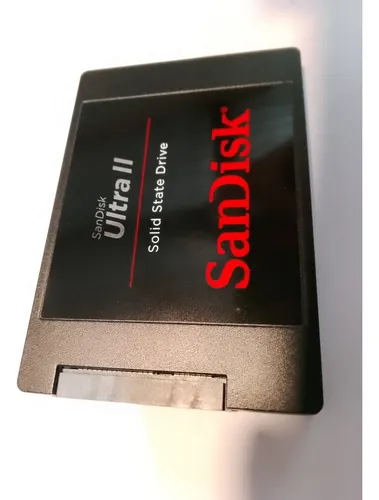 SanDisk
Ultra II
Solid State Drive
SanDisk